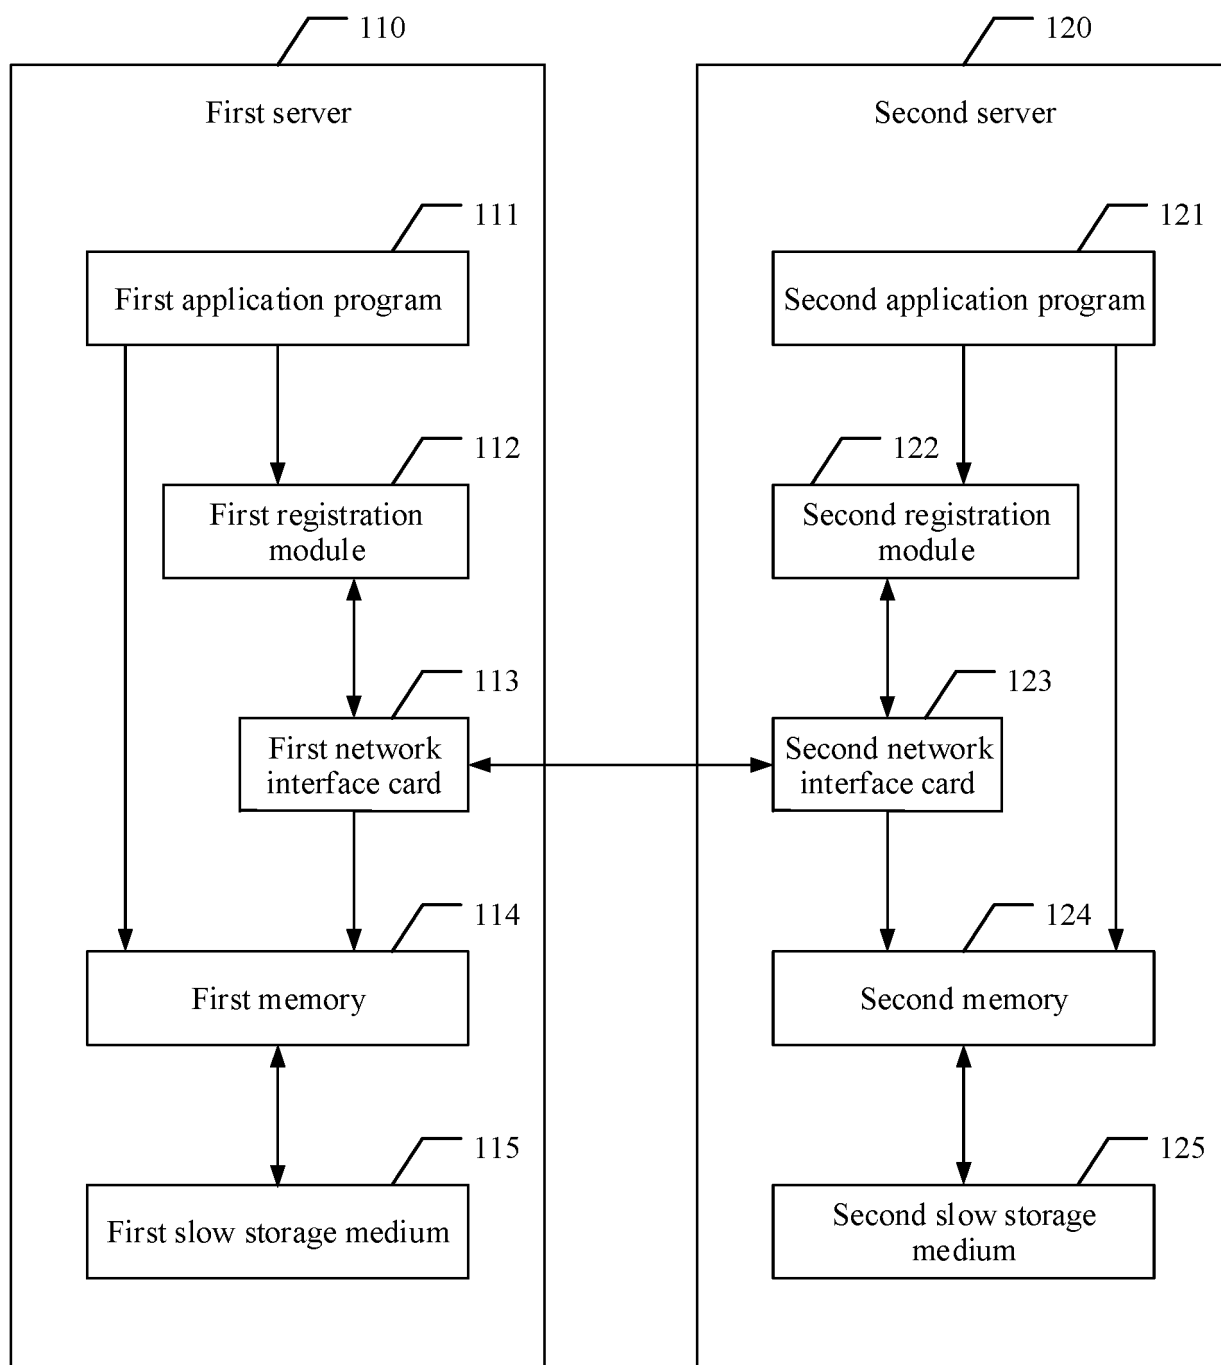 110
First server
111
First application program
112
First registration
module
113
First network
interface card
114
First memory
115
First slow storage medium
120
Second server
121
Second application program
122
Second registration
module
123
Second network
interface card
124
Second memory
125
Second slow storage
medium